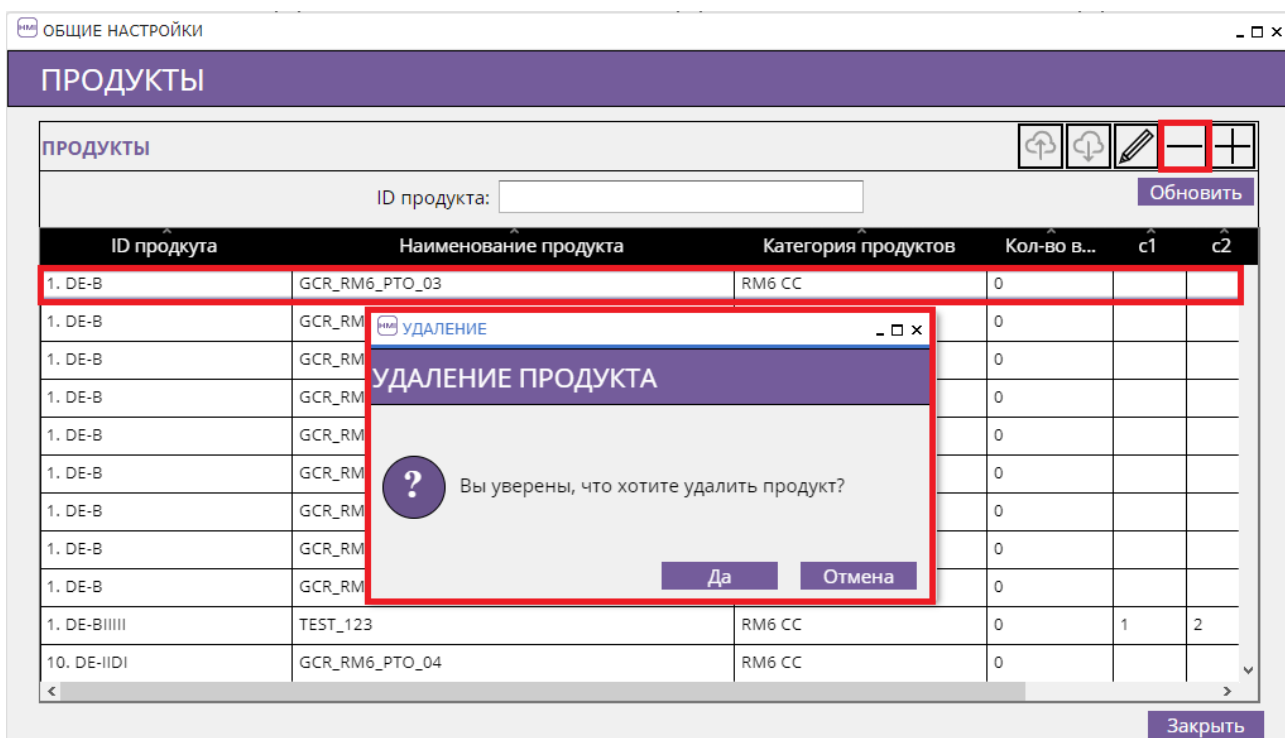 HMI ОБЩИЕ НАСТРОЙКИ
ПРОДУКТЫ
ПРОДУКТЫ
ID продукта:
Обновить
ID продкута Наименование продукта Категория продуктов Кол-во в... c1 c2
1. DE-B GCR_RM6_PTO_03 RM6 CC 0
1. DE-B GCR_RM 0
1. DE-B GCR_RM 0
1. DE-B GCR_RM 0
1. DE-B GCR_RM 0
1. DE-B GCR_RM 0
1. DE-B GCR_RM 0
1. DE-B GCR_RM 0
1. DE-B GCR_RM 0
1. DE-BIIIII TEST_123 RM6 CC 0 1 2
10. DE-IIDI GCR_RM6_PTO_04 RM6 CC 0
HMI УДАЛЕНИЕ
УДАЛЕНИЕ ПРОДУКТА
? Вы уверены, что хотите удалить продукт?
Да Отмена
Закрыть